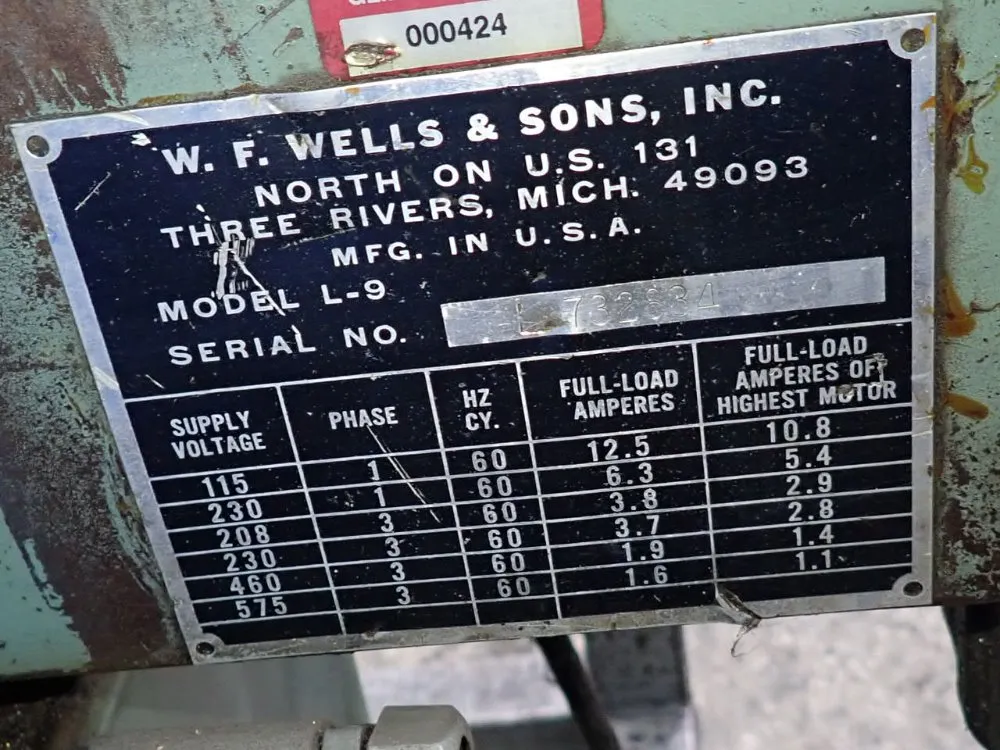 000424
W. F. WELLS & SONS, INC.
NORTH ON U.S. 131
THREE RIVERS, MICH. 49093
MFG. IN U.S.A.
MODEL L-9
SERIAL NO.
SUPPLY VOLTAGE PHASE HZ CY. FULL-LOAD AMPERES FULL-LOAD AMPERES OF HIGHEST MOTOR
115 1 60 12.5 10.8
230 1 60 6.3 5.4
208 3 60 3.8 2.9
230 3 60 3.7 2.8
460 3 60 1.9 1.4
575 3 60 1.6 1.1